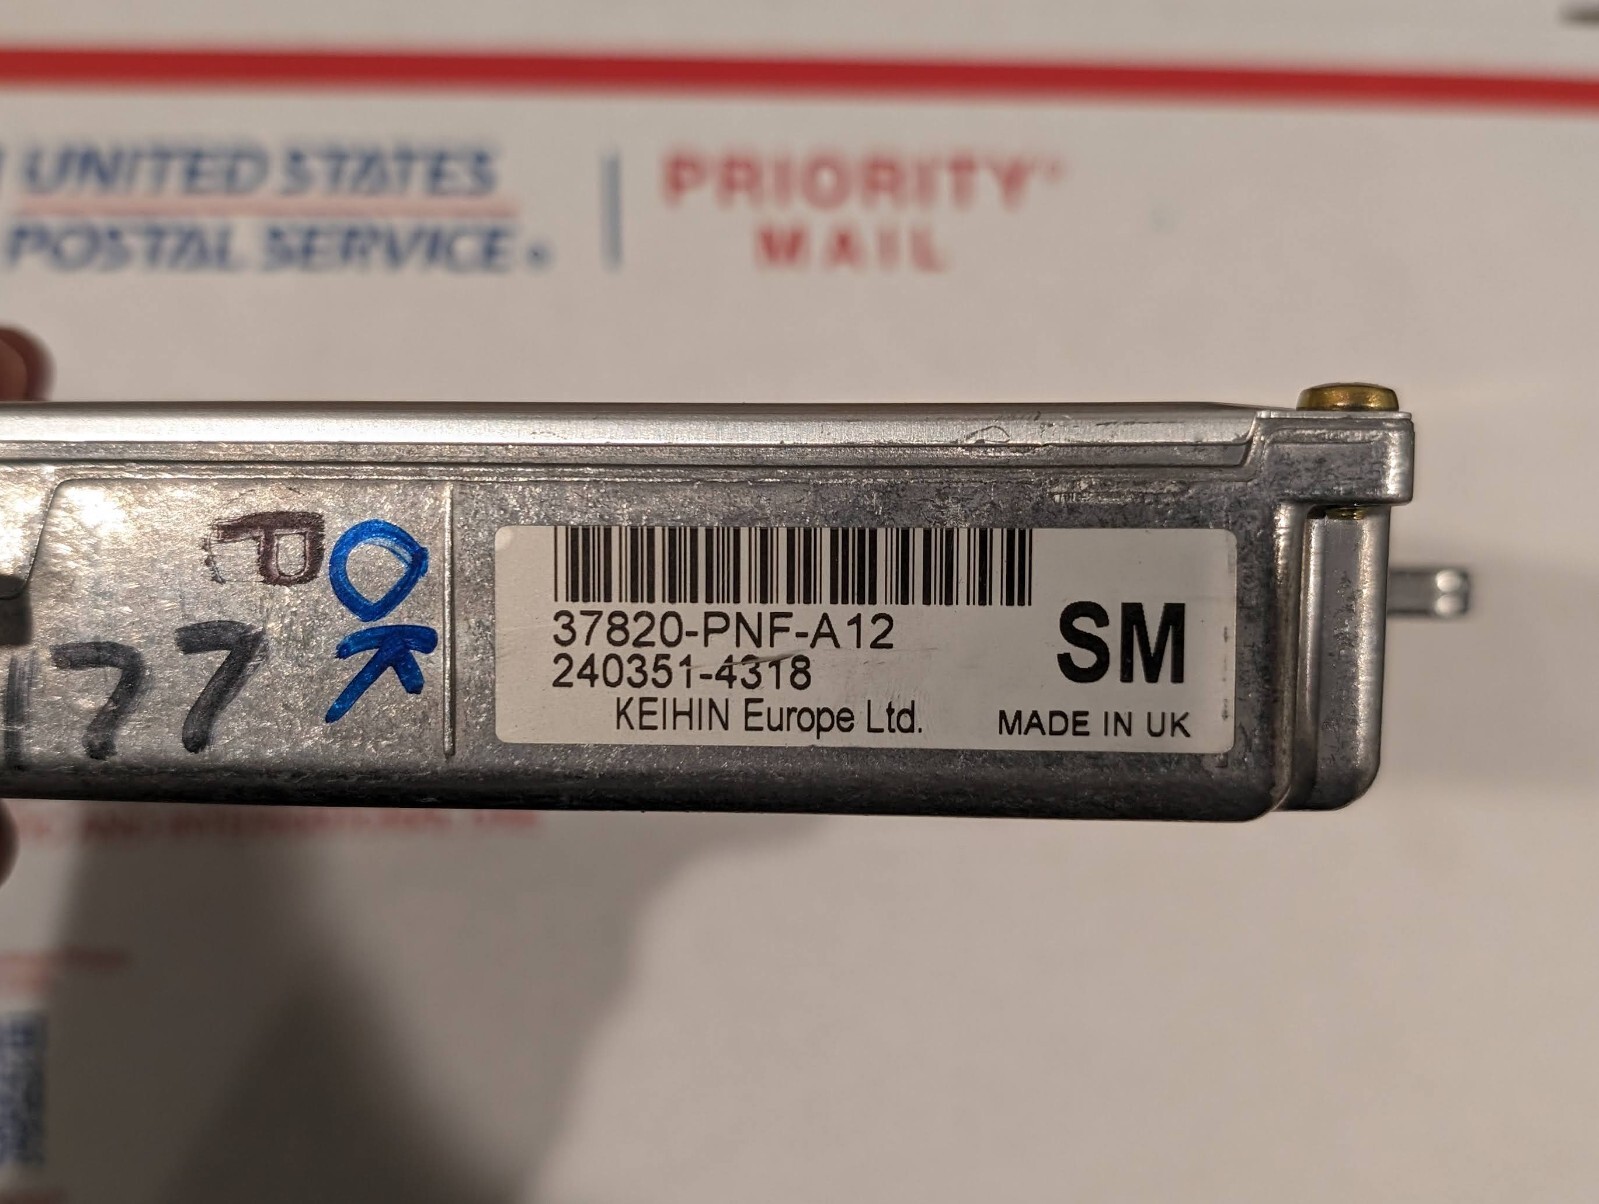 UNITED STATES
POSTAL SERVICE®
PRIORITY®
MAIL
P
OK
177
37820-PNF-A12
240351-4318
SM
KEIHIN Europe Ltd.
MADE IN UK